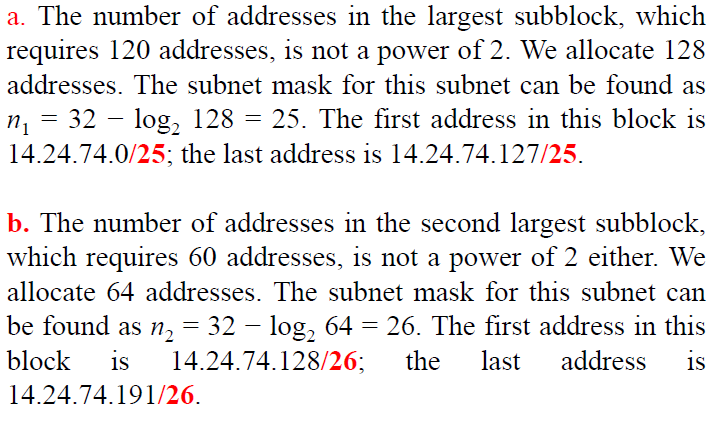 a. The number of addresses in the largest subblock, which
requires 120 addresses, is not a power of 2. We allocate 128
addresses. The subnet mask for this subnet can be found as
n₁ = 32 − log₂ 128 = 25. The first address in this block is
14.24.74.0/25; the last address is 14.24.74.127/25.
b. The number of addresses in the second largest subblock,
which requires 60 addresses, is not a power of 2 either. We
allocate 64 addresses. The subnet mask for this subnet can
be found as n₂ = 32 − log₂ 64 = 26. The first address in this
block is 14.24.74.128/26; the last address is
14.24.74.191/26.